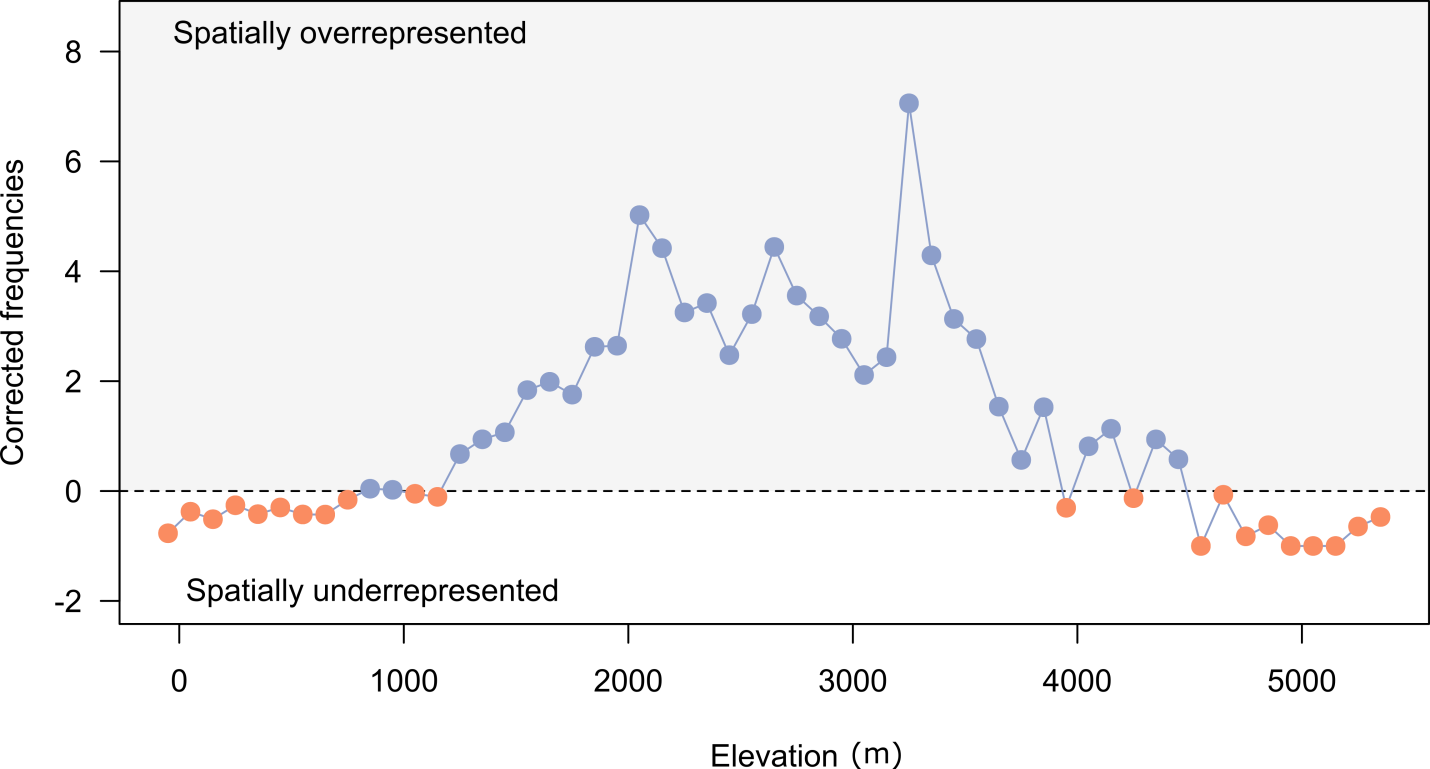 Spatially overrepresented
8
6
4
2
0
-2
Corrected frequencies
Spatially underrepresented
0 1000 2000 3000 4000 5000
Elevation (m)